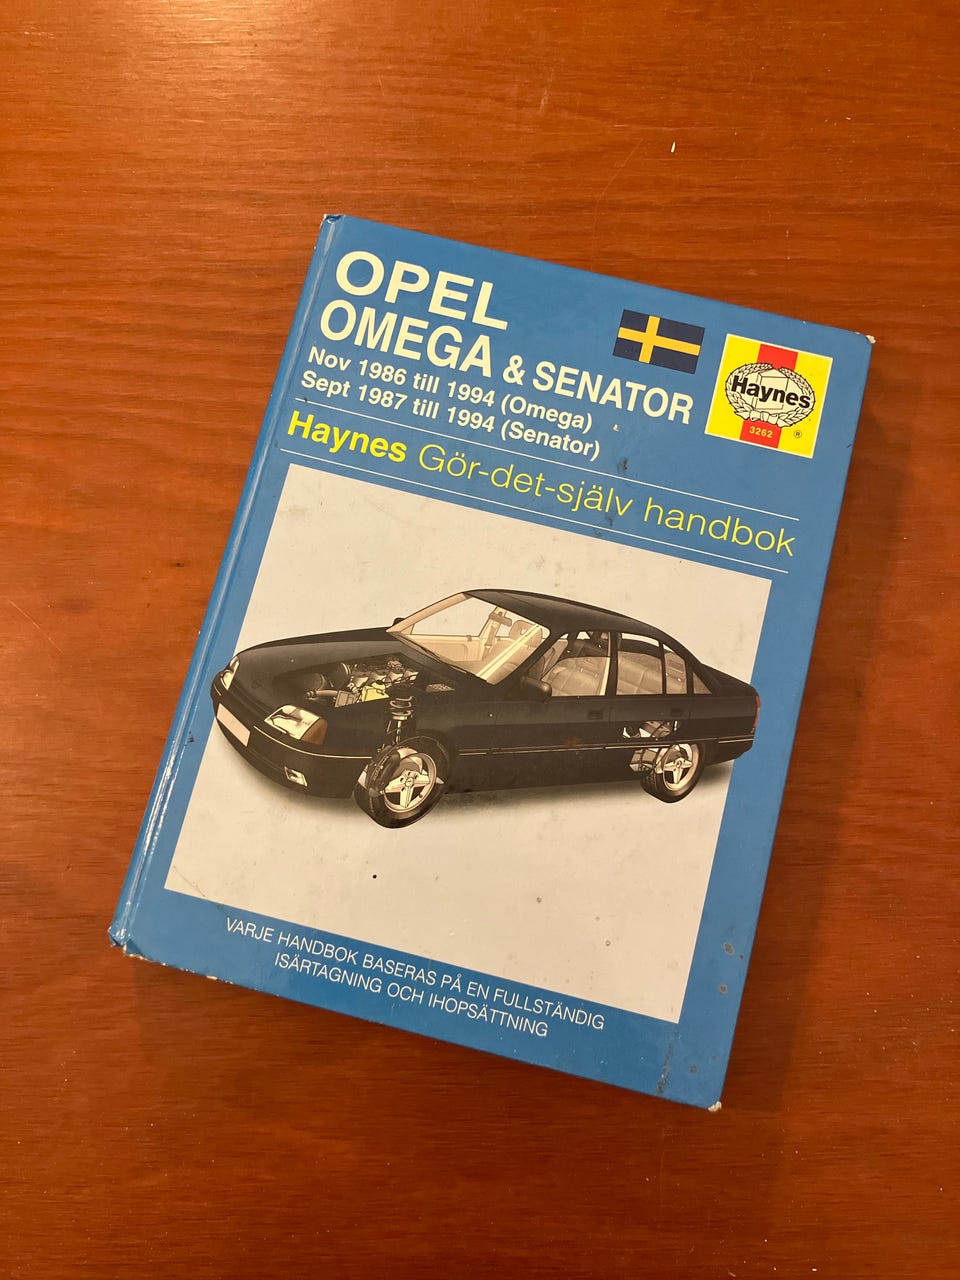 OPEL
OMEGA & SENATOR
Nov 1986 till 1994 (Omega)
Sept 1987 till 1994 (Senator)
Haynes
3262
®
Haynes Gör-det-själv handbok
VARJE HANDBOK BASERAS PÅ EN FULLSTÄNDIG
ISÄRTAGNING OCH IHOPSÄTTNING